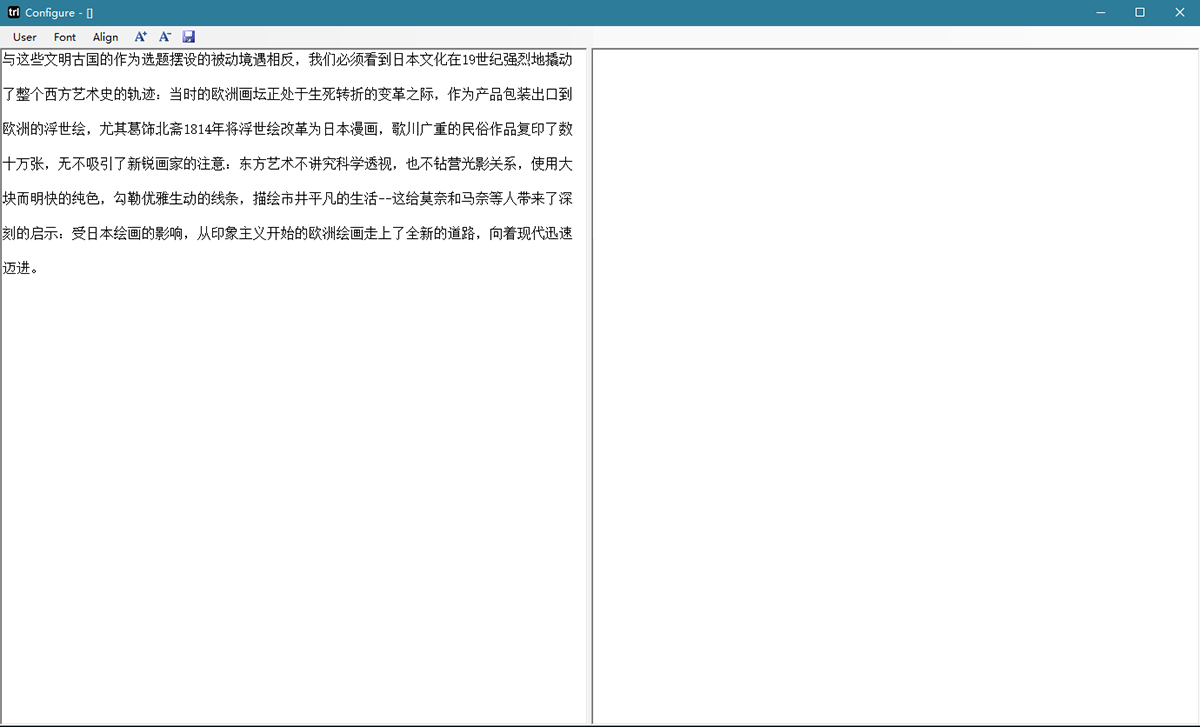 trl Configure - []
User Font Align A+ A-
与这些文明古国的作为选题摆设的被动境遇相反，我们必须看到日本文化在19世纪强烈地撬动
了整个西方艺术史的轨迹：当时的欧洲画坛正处于生死转折的变革之际，作为产品包装出口到
欧洲的浮世绘，尤其葛饰北斋1814年将浮世绘改革为日本漫画，歌川广重的民俗作品复印了数
十万张，无不吸引了新锐画家的注意：东方艺术不讲究科学透视，也不钻营光影关系，使用大
块而明快的纯色，勾勒优雅生动的线条，描绘市井平凡的生活--这给莫奈和马奈等人带来了深
刻的启示：受日本绘画的影响，从印象主义开始的欧洲绘画走上了全新的道路，向着现代迅速
迈进。